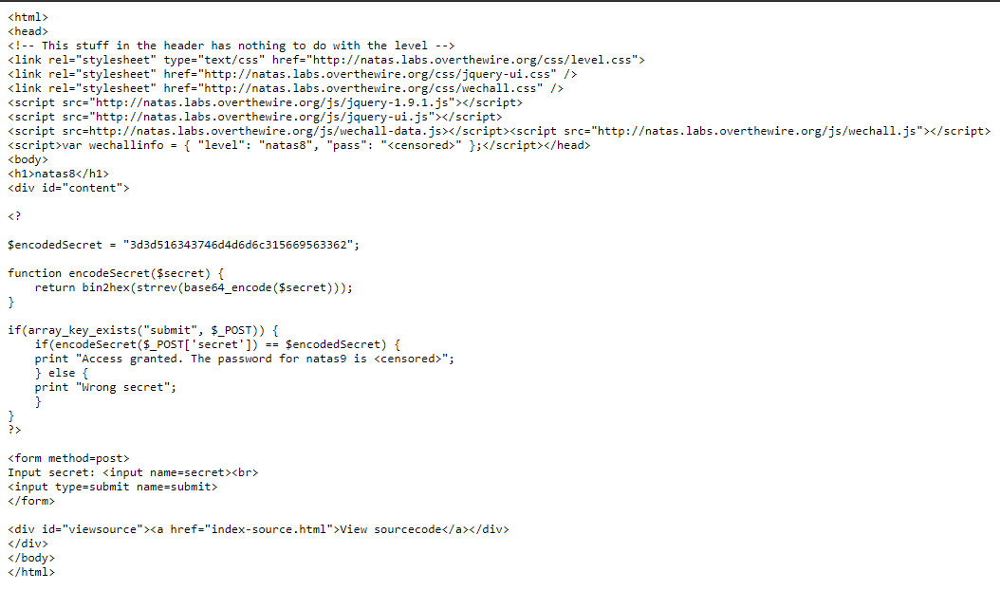 <html>
<head>
<!-- This stuff in the header has nothing to do with the level -->
<link rel="stylesheet" type="text/css" href="http://natas.labs.overthewire.org/css/level.css">
<link rel="stylesheet" href="http://natas.labs.overthewire.org/css/jquery-ui.css" />
<link rel="stylesheet" href="http://natas.labs.overthewire.org/css/wechall.css" />
<script src="http://natas.labs.overthewire.org/js/jquery-1.9.1.js"></script>
<script src="http://natas.labs.overthewire.org/js/jquery-ui.js"></script>
<script src=http://natas.labs.overthewire.org/js/wechall-data.js></script><script src="http://natas.labs.overthewire.org/js/wechall.js"></script>
<script>var wechallinfo = { "level": "natas8", "pass": "<censored>" };</script></head>
<body>
<h1>natas8</h1>
<div id="content">

<?

$encodedSecret = "3d3d516343746d4d6d6c315669563362";

function encodeSecret($secret) {
    return bin2hex(strrev(base64_encode($secret)));
}

if(array_key_exists("submit", $_POST)) {
    if(encodeSecret($_POST['secret']) == $encodedSecret) {
    print "Access granted. The password for natas9 is <censored>";
    } else {
    print "Wrong secret";
    }
}
?>

<form method=post>
Input secret: <input name=secret><br>
<input type=submit name=submit>
</form>

<div id="viewsource"><a href="index-source.html">View sourcecode</a></div>
</div>
</body>
</html>